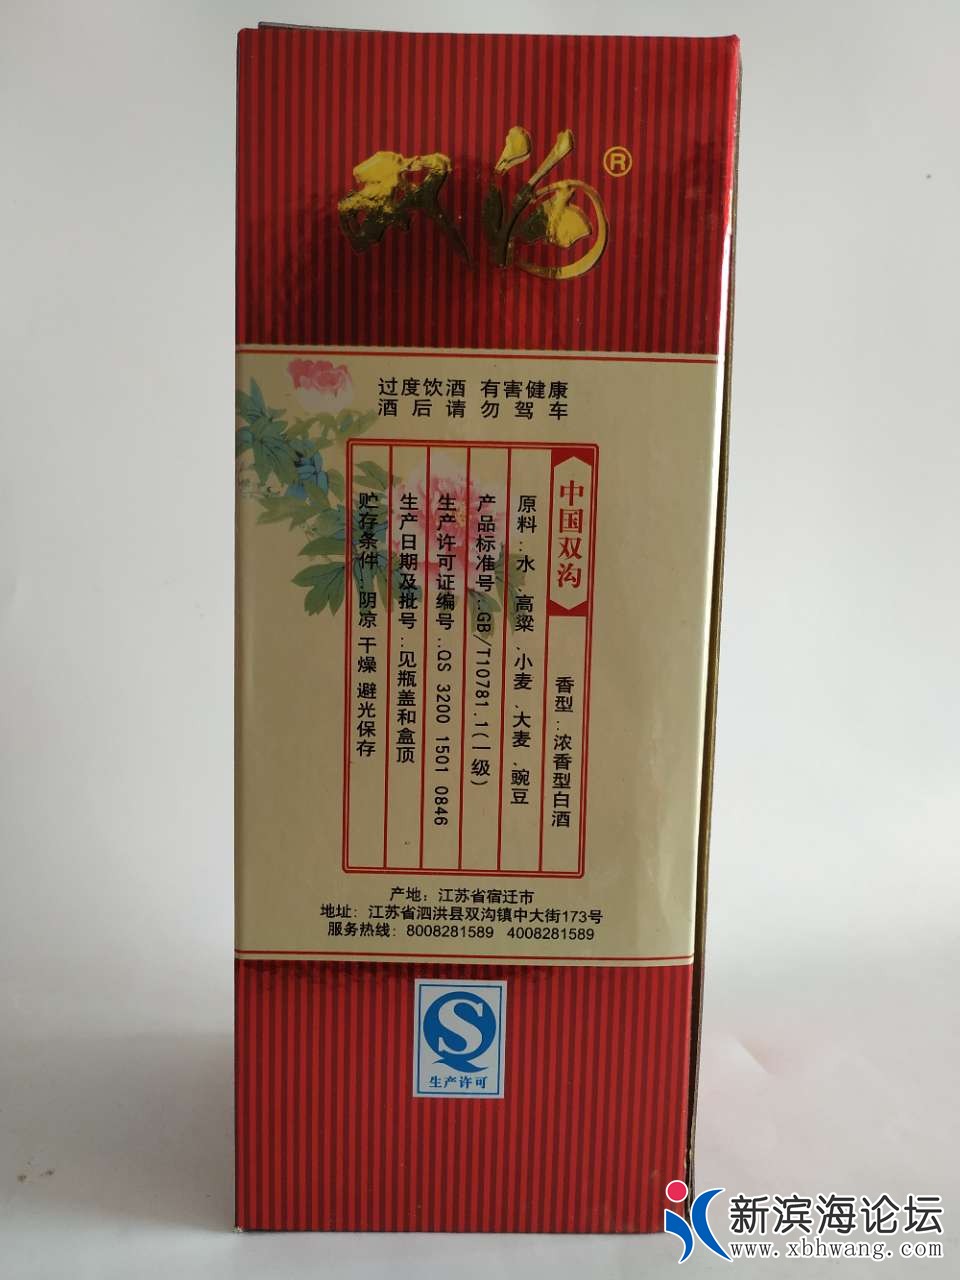 双沟®
过度饮酒 有害健康
酒后请勿驾车
中国双沟
香型:浓香型白酒
原料:水、高粱、小麦、大麦、豌豆
产品标准号:GB/T10781.1(一级)
生产许可证编号:QS 3200 1501 0846
生产日期及批号:见瓶盖和盒顶
贮存条件:阴凉 干燥 避光保存
产地:江苏省宿迁市
地址:江苏省泗洪县双沟镇中大街173号
服务热线:8008281589 4008281589
生产许可
新滨海论坛
www.xbhwang.com